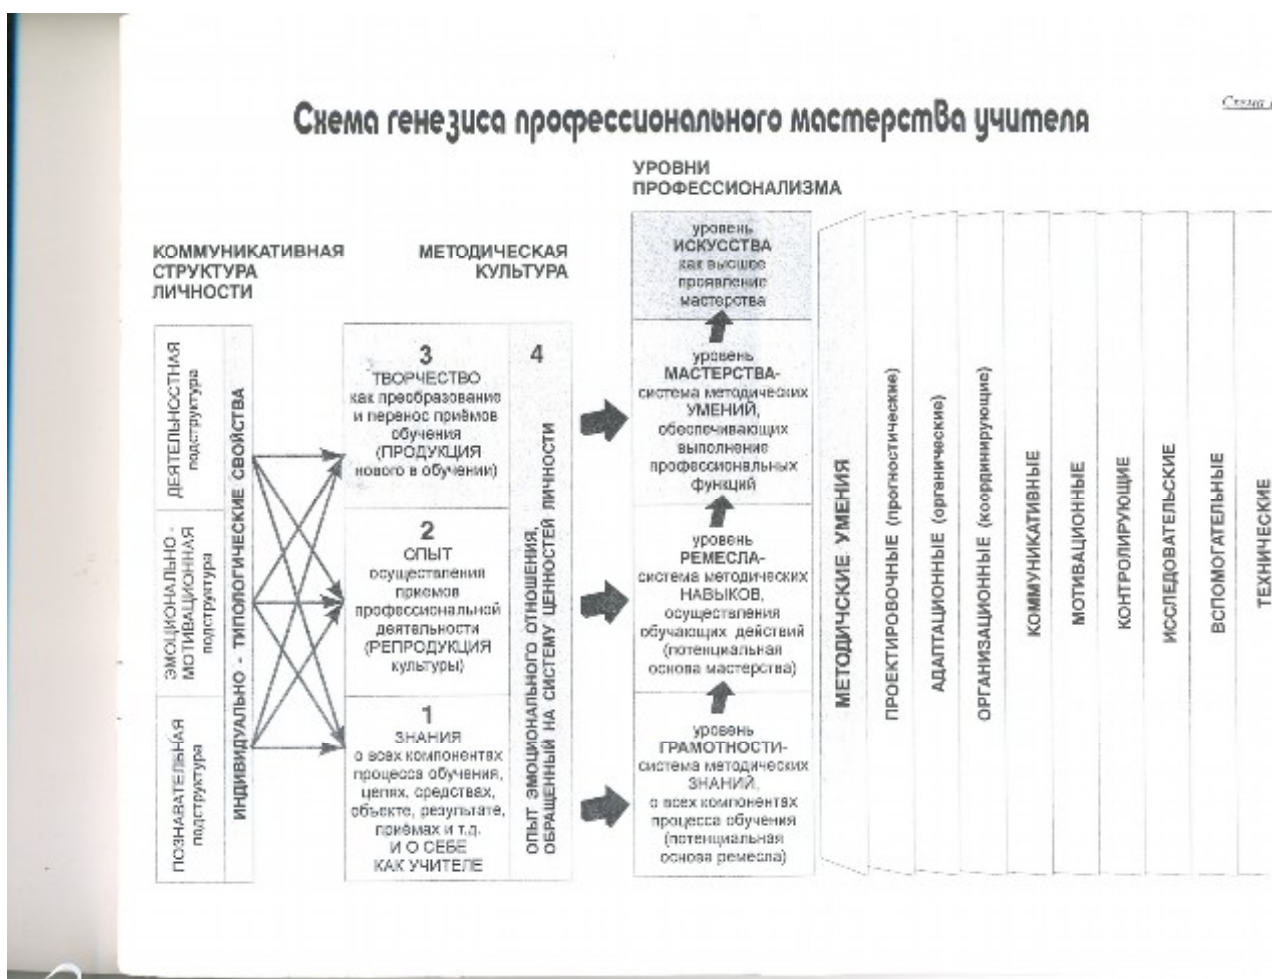 Схема
Схема генезиса профессионального мастерства учителя
КОММУНИКАТИВНАЯ
СТРУКТУРА
ЛИЧНОСТИ
ДЕЯТЕЛЬНОСТНАЯ
подструктура
ЭМОЦИОНАЛЬНО -
МОТИВАЦИОННАЯ
подструктура
ПОЗНАВАТЕЛЬНАЯ
подструктура
ИНДИВИДУАЛЬНО - ТИПОЛОГИЧЕСКИЕ СВОЙСТВА
МЕТОДИЧЕСКАЯ
КУЛЬТУРА
3
ТВОРЧЕСТВО
как преобразование
и перенос приёмов
обучения
(ПРОДУКЦИЯ
нового в обучении)
2
ОПЫТ
осуществления
приемов
профессиональной
деятельности
(РЕПРОДУКЦИЯ
культуры)
1
ЗНАНИЯ
о всех компонентах
процесса обучения,
целях, средствах,
объекте, результате,
приёмах и т.д.
И О СЕБЕ
КАК УЧИТЕЛЕ
4
ОПЫТ ЭМОЦИОНАЛЬНОГО ОТНОШЕНИЯ,
ОБРАЩЕННЫЙ НА СИСТЕМУ ЦЕННОСТЕЙ ЛИЧНОСТИ
УРОВНИ
ПРОФЕССИОНАЛИЗМА
уровень
ИСКУССТВА
как высшее
проявление
мастерства
уровень
МАСТЕРСТВА-
система методических
УМЕНИЙ,
обеспечивающих
выполнение
профессиональных
функций
уровень
РЕМЕСЛА-
система методических
НАВЫКОВ,
осуществления
обучающих действий
(потенциальная
основа мастерства)
уровень
ГРАМОТНОСТИ-
система методических
ЗНАНИЙ,
о всех компонентах
процесса обучения
(потенциальная
основа ремесла)
МЕТОДИЧСКИЕ УМЕНИЯ
ПРОЕКТИРОВОЧНЫЕ (прогностические)
АДАПТАЦИОННЫЕ (органические)
ОРГАНИЗАЦИОННЫЕ (координирующие)
КОММУНИКАТИВНЫЕ
МОТИВАЦИОННЫЕ
КОНТРОЛИРУЮЩИЕ
ИССЛЕДОВАТЕЛЬСКИЕ
ВСПОМОГАТЕЛЬНЫЕ
ТЕХНИЧЕСКИЕ